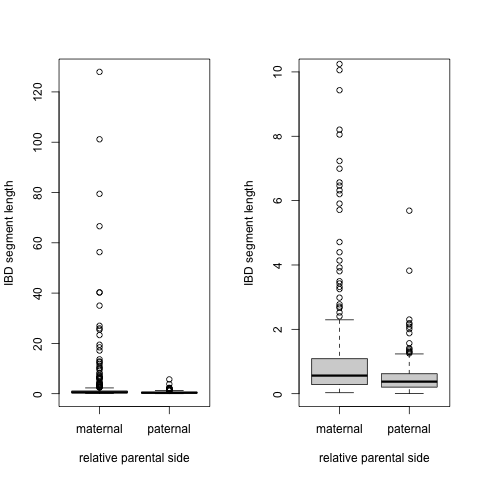 IBD segment length
0
20
40
60
80
100
120
maternal
paternal
relative parental side
IBD segment length
0
2
4
6
8
10
maternal
paternal
relative parental side